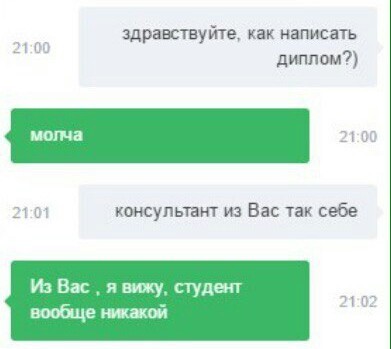 здравствуйте, как написать
диплом?)
21:00
молча
21:00
21:01
консультант из Вас так себе
Из Вас , я вижу, студент
вообще никакой
21:02